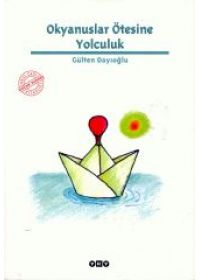 Okyanuslar Ötesine
Yolculuk
Gülten Dayıoğlu
YKY